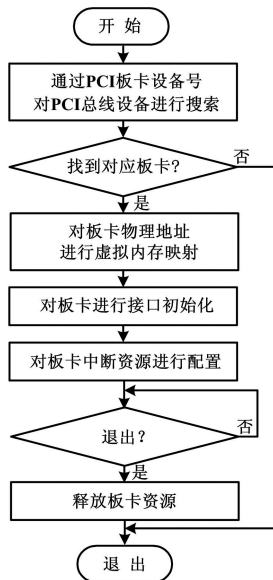 开 始
通过PCI板卡设备号
对PCI总线设备进行搜索
找到对应板卡?
否
是
对板卡物理地址
进行虚拟内存映射
对板卡进行接口初始化
对板卡中断资源进行配置
退出？
否
是
释放板卡资源
退 出